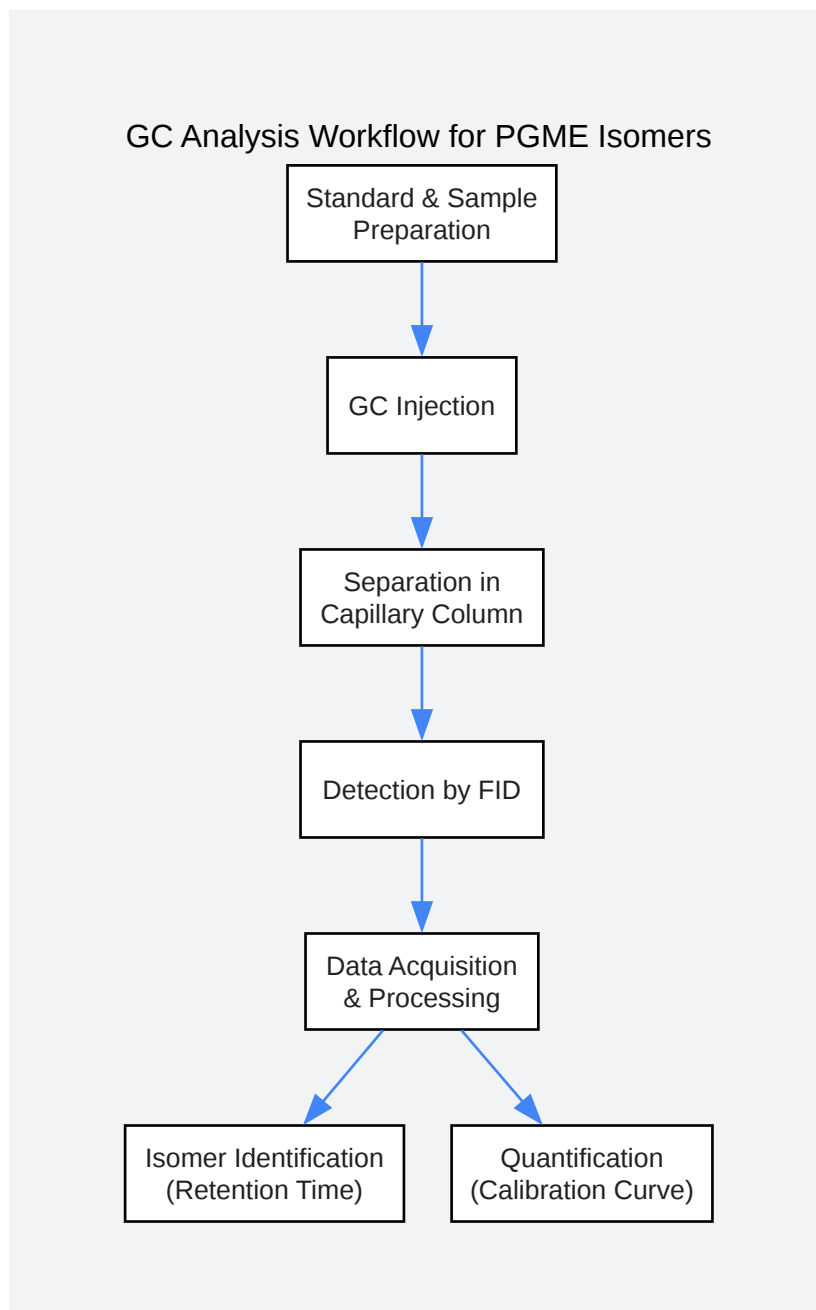 GC Analysis Workflow for PGME Isomers
Standard & Sample
Preparation
GC Injection
Separation in
Capillary Column
Detection by FID
Data Acquisition
& Processing
Isomer Identification
(Retention Time)
Quantification
(Calibration Curve)